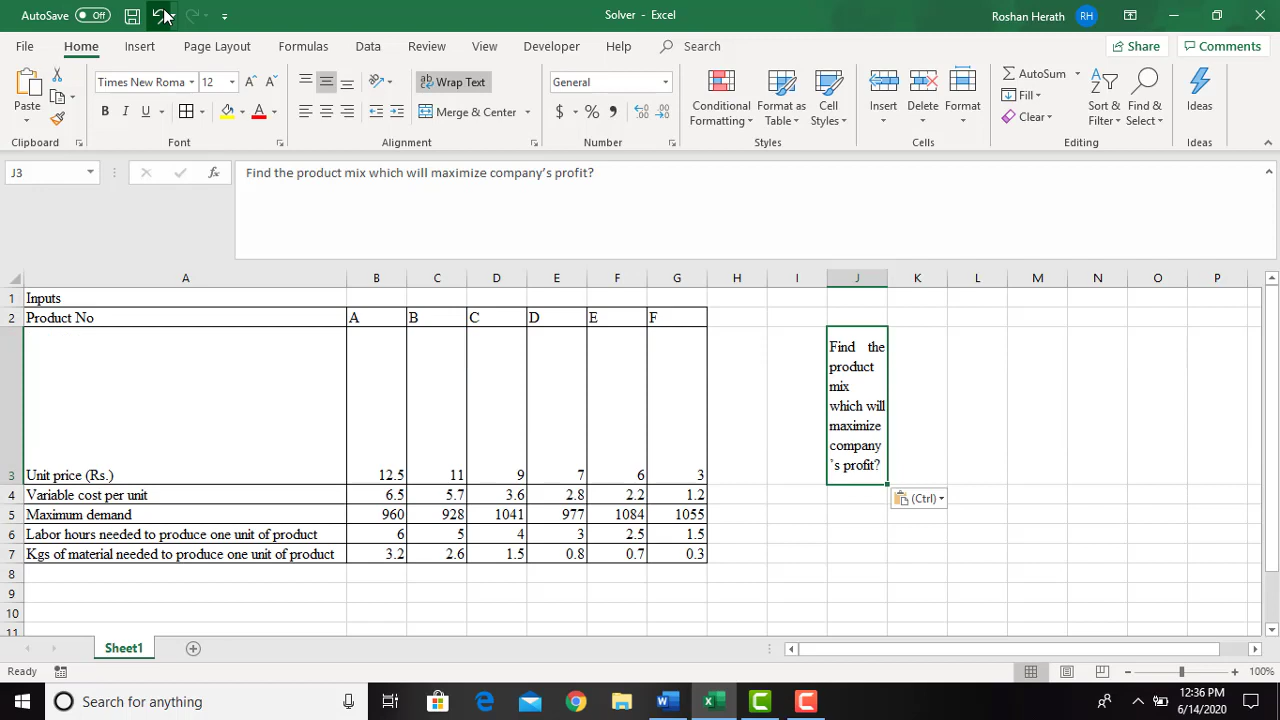 AutoSave Off
Solver - Excel
Roshan Herath RH
File Home Insert Page Layout Formulas Data Review View Developer Help Search Share Comments
Paste
Clipboard
Times New Roma 12
B I U
Font
Wrap Text
Merge & Center
Alignment
General
$ %
Number
Conditional Formatting
Format as Table
Cell Styles
Styles
Insert Delete Format
Cells
AutoSum
Fill
Clear
Sort & Filter
Find & Select
Editing
Ideas
Ideas
J3 fx Find the product mix which will maximize company's profit?
A B C D E F G H I J K L M N O P
1 Inputs
2 Product No A B C D E F
Find the
product
mix
which will
maximize
company
's profit?
3 Unit price (Rs.) 12.5 11 9 7 6 3
4 Variable cost per unit 6.5 5.7 3.6 2.8 2.2 1.2
(Ctrl)
5 Maximum demand 960 928 1041 977 1084 1055
6 Labor hours needed to produce one unit of product 6 5 4 3 2.5 1.5
7 Kgs of material needed to produce one unit of product 3.2 2.6 1.5 0.8 0.7 0.3
8
9
10
11
Sheet1
Ready 100%
Search for anything
12:36 PM
6/14/2020